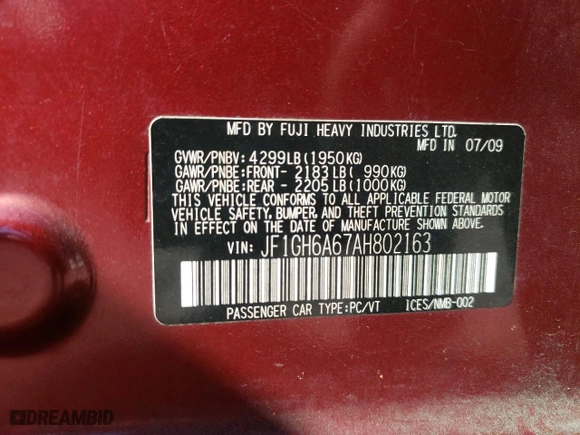 MFD BY FUJI HEAVY INDUSTRIES LTD.
MFD IN 07/09
GVWR/PNBV: 4299LB(1950KG)
GAWR/PNBE:FRONT- 2183LB( 990KG)
GAWR/PNBE:REAR - 2205LB(1000KG)
THIS VEHICLE CONFORMS TO ALL APPLICABLE FEDERAL MOTOR
VEHICLE SAFETY, BUMPER, AND THEFT PREVENTION STANDARDS
IN EFFECT ON THE DATE OF MANUFACTURE SHOWN ABOVE.
VIN: JF1GH6A67AH802163
PASSENGER CAR TYPE:PC/VT ICES/NMB-002
DREAMBID